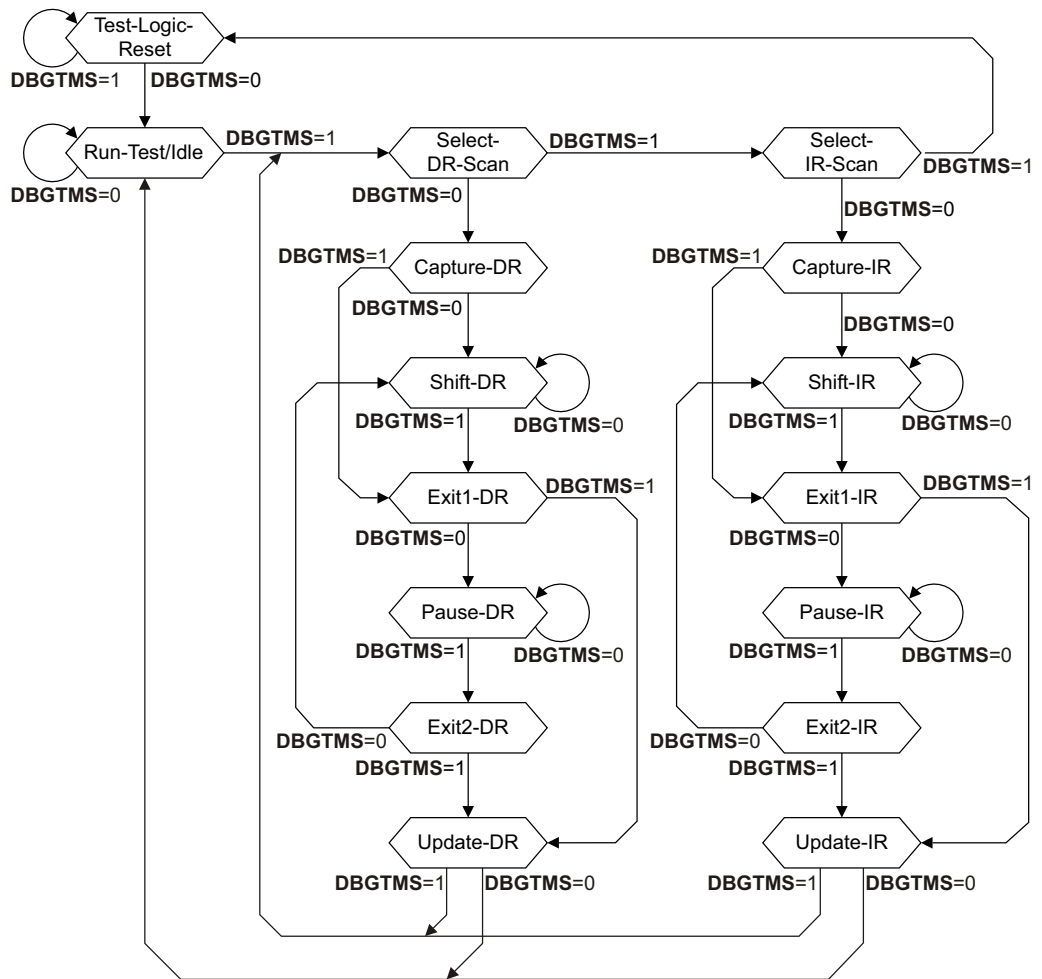 Test-Logic-
Reset
DBGTMS=1
DBGTMS=0
Run-Test/Idle
DBGTMS=1
DBGTMS=0
Select-
DR-Scan
DBGTMS=1
DBGTMS=0
Select-
IR-Scan
DBGTMS=1
DBGTMS=0
DBGTMS=1
Capture-DR
DBGTMS=0
DBGTMS=1
Capture-IR
DBGTMS=0
Shift-DR
DBGTMS=1
DBGTMS=0
Shift-IR
DBGTMS=1
DBGTMS=0
Exit1-DR
DBGTMS=1
DBGTMS=0
Exit1-IR
DBGTMS=1
DBGTMS=0
Pause-DR
DBGTMS=1
DBGTMS=0
Pause-IR
DBGTMS=1
DBGTMS=0
Exit2-DR
DBGTMS=0
DBGTMS=1
Exit2-IR
DBGTMS=0
DBGTMS=1
Update-DR
DBGTMS=1
DBGTMS=0
Update-IR
DBGTMS=1
DBGTMS=0